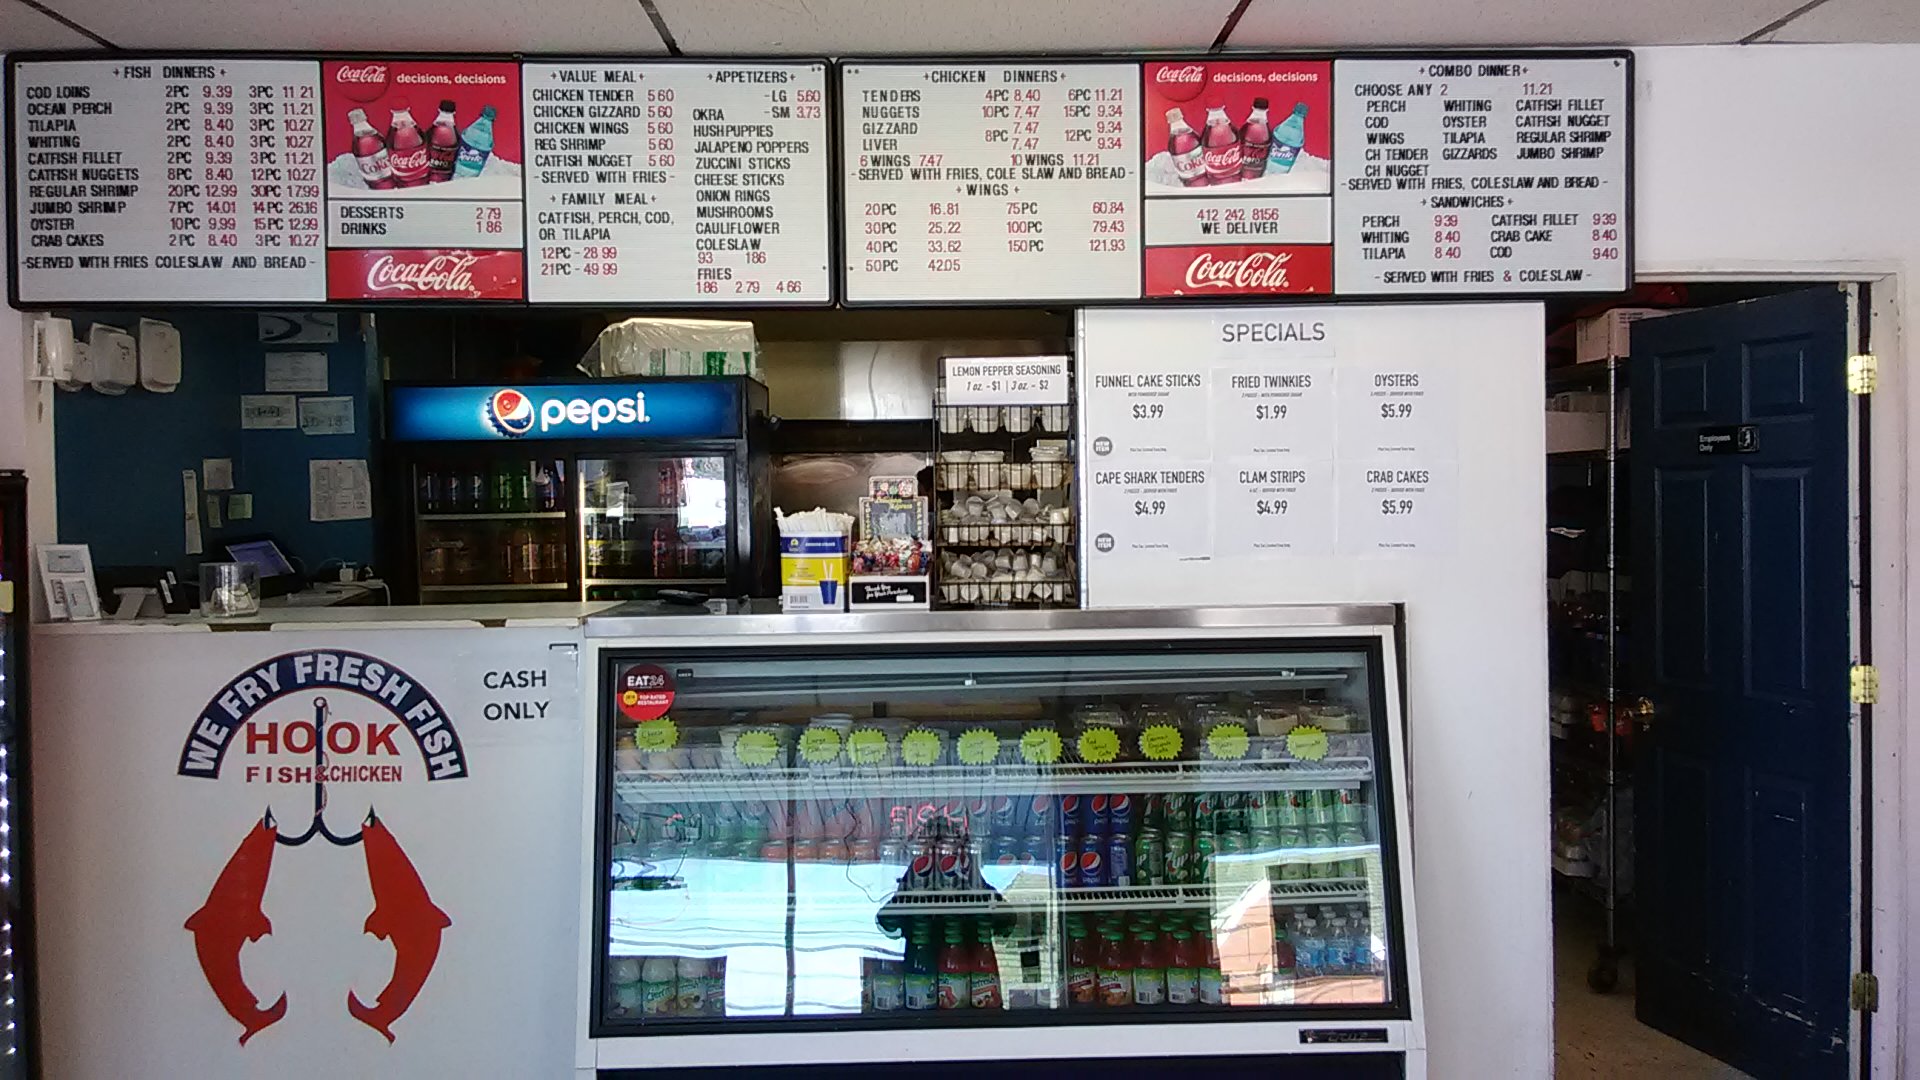 + FISH DINNERS +
COD LOINS 2PC 9.39 3PC 11 21
OCEAN PERCH 2PC 9.39 3PC 11.21
TILAPIA 2PC 8.40 3PC 10.27
WHITING 2PC 8.40 3PC 10.27
CATFISH FILLET 2PC 9.39 3PC 11.21
CATFISH NUGGETS 8PC 8.40 12PC 10.27
REGULAR SHRIMP 20PC 12.99 30PC 17.99
JUMBO SHRIMP 7PC 14.01 14PC 26.16
OYSTER 10PC 9.99 15PC 12.99
CRAB CAKES 2PC 8.40 3PC 10.27
-SERVED WITH FRIES COLESLAW AND BREAD-
Coca-Cola decisions, decisions
DESSERTS 2 79
DRINKS 1 86
Coca-Cola
+VALUE MEAL+
CHICKEN TENDER 5 60
CHICKEN GIZZARD 5 60
CHICKEN WINGS 5 60
REG SHRIMP 5 60
CATFISH NUGGET 5 60
-SERVED WITH FRIES-
+FAMILY MEAL+
CATFISH, PERCH, COD,
OR TILAPIA
12PC - 28 99
21PC - 49 99
+APPETIZERS+
-LG 5.60
OKRA -SM 3.73
HUSHPUPPIES
JALAPENO POPPERS
ZUCCINI STICKS
CHEESE STICKS
ONION RINGS
MUSHROOMS
CAULIFLOWER
COLESLAW
93 186
FRIES
186 2 79 4 66
+CHICKEN DINNERS+
TENDERS 4PC 8.40 6PC 11.21
NUGGETS 10PC 7.47 15PC 9.34
GIZZARD 8PC 7.47 12PC 9.34
LIVER 7.47 9.34
6 WINGS 7.47 10 WINGS 11.21
-SERVED WITH FRIES, COLE SLAW AND BREAD-
+WINGS+
20PC 16.81 75PC 60.84
30PC 25.22 100PC 79.43
40PC 33.62 150PC 121.93
50PC 42.05
Coca-Cola decisions, decisions
412 242 8156
WE DELIVER
Coca-Cola
+COMBO DINNER+
CHOOSE ANY 2 11.21
PERCH WHITING CATFISH FILLET
COD OYSTER CATFISH NUGGET
WINGS TILAPIA REGULAR SHRIMP
CH TENDER GIZZARDS JUMBO SHRIMP
CH NUGGET
-SERVED WITH FRIES, COLESLAW AND BREAD-
+SANDWICHES+
PERCH 9 39 CATFISH FILLET 9 39
WHITING 8 40 CRAB CAKE 8 40
TILAPIA 8 40 COD 9 40
-SERVED WITH FRIES & COLESLAW-
SPECIALS
FUNNEL CAKE STICKS
$3.99
NEW ITEM
FRIED TWINKIES
$1.99
OYSTERS
$5.99
CAPE SHARK TENDERS
$4.99
NEW ITEM
CLAM STRIPS
$4.99
CRAB CAKES
$5.99
LEMON PEPPER SEASONING
1 oz. - $1 | 3 oz. - $2
pepsi.
Employees
Only
WE FRY FRESH FISH
HOOK
FISH&CHICKEN
CASH
ONLY
EAT24
TOP RATED
RESTAURANT
FISH
pepsi
7UP